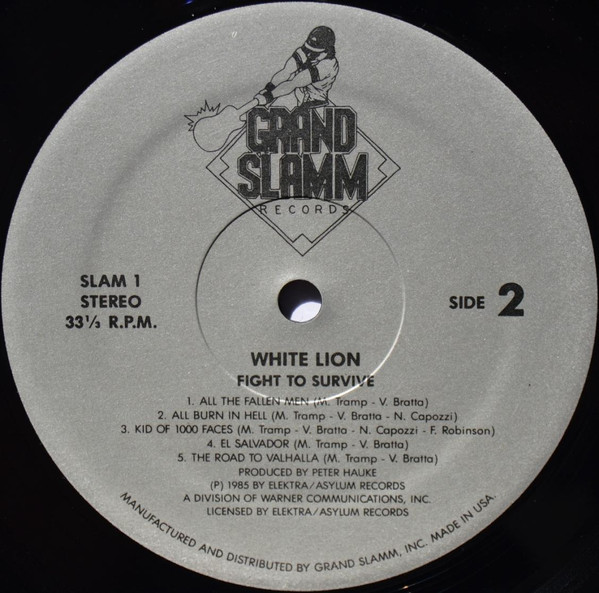 GRAND
SLAMM
RECORDS
SLAM 1
STEREO
33⅓ R.P.M.
SIDE 2
WHITE LION
FIGHT TO SURVIVE
1. ALL THE FALLEN MEN (M. Tramp - V. Bratta)
2. ALL BURN IN HELL (M. Tramp - V. Bratta - N. Capozzi)
3. KID OF 1000 FACES (M. Tramp - V. Bratta - N. Capozzi - F. Robinson)
4. EL SALVADOR (M. Tramp - V. Bratta)
5. THE ROAD TO VALHALLA (M. Tramp - V. Bratta)
PRODUCED BY PETER HAUKE
(P) 1985 BY ELEKTRA/ASYLUM RECORDS
A DIVISION OF WARNER COMMUNICATIONS, INC.
LICENSED BY ELEKTRA/ASYLUM RECORDS
MANUFACTURED AND DISTRIBUTED BY GRAND SLAMM, INC. MADE IN USA.